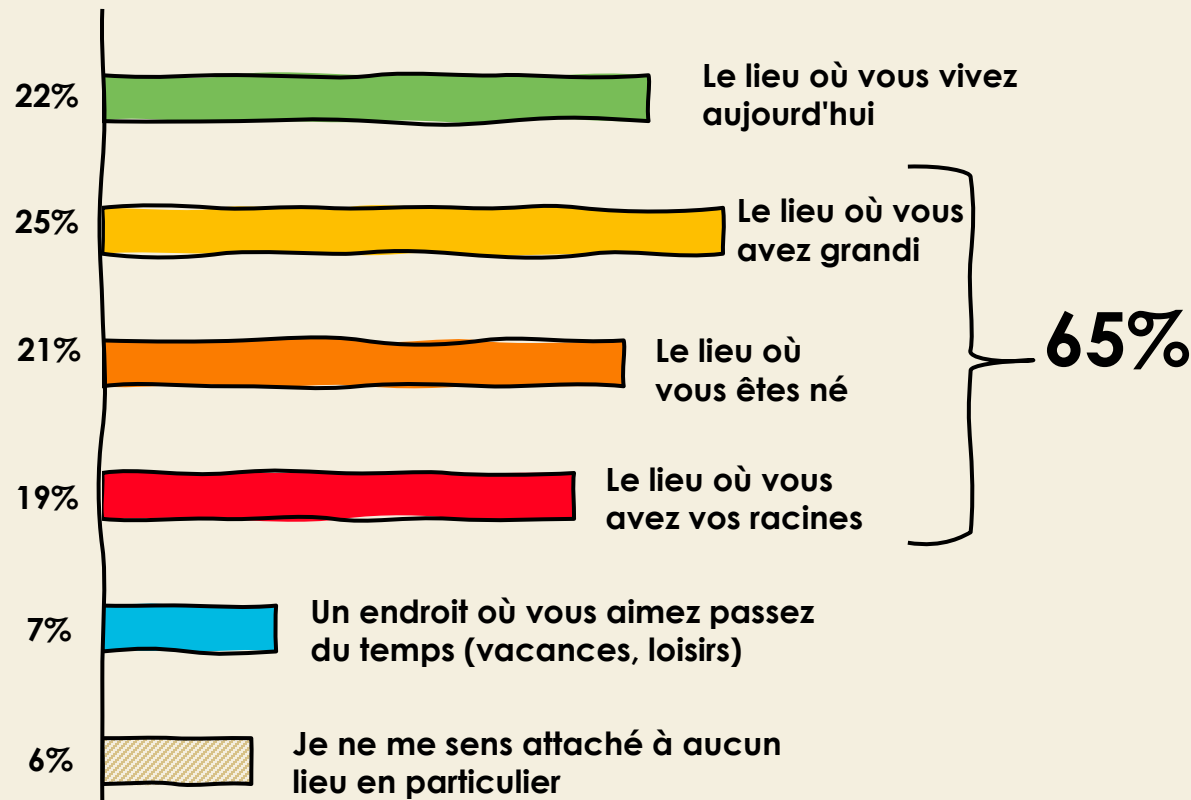 22%
Le lieu où vous vivez
aujourd'hui
25%
Le lieu où vous
avez grandi
21%
Le lieu où
vous êtes né
65%
19%
Le lieu où vous
avez vos racines
7%
Un endroit où vous aimez passez
du temps (vacances, loisirs)
6%
Je ne me sens attaché à aucun
lieu en particulier